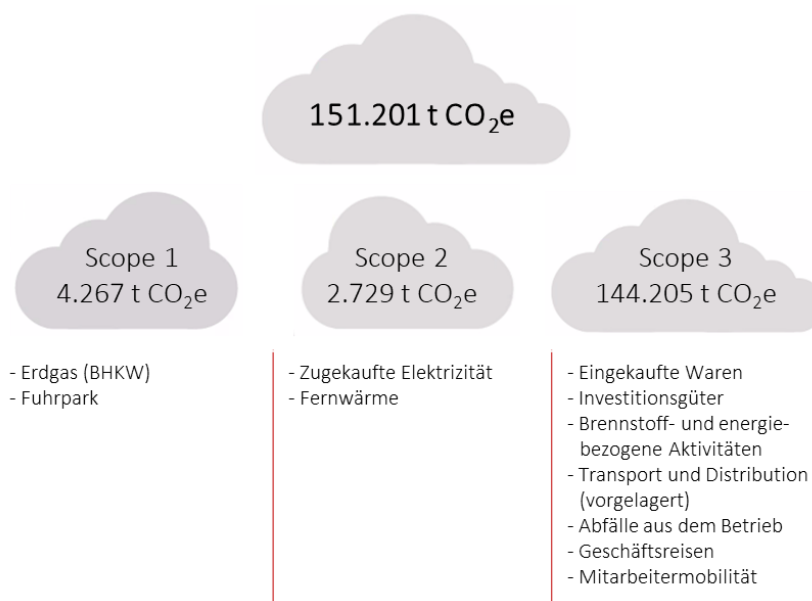 151.201 t CO₂e
Scope 1
4.267 t CO₂e
Scope 2
2.729 t CO₂e
Scope 3
144.205 t CO₂e
- Erdgas (BHKW)
- Fuhrpark
- Zugekaufte Elektrizität
- Fernwärme
- Eingekaufte Waren
- Investitionsgüter
- Brennstoff- und energie-
bezogene Aktivitäten
- Transport und Distribution
(vorgelagert)
- Abfälle aus dem Betrieb
- Geschäftsreisen
- Mitarbeitermobilität